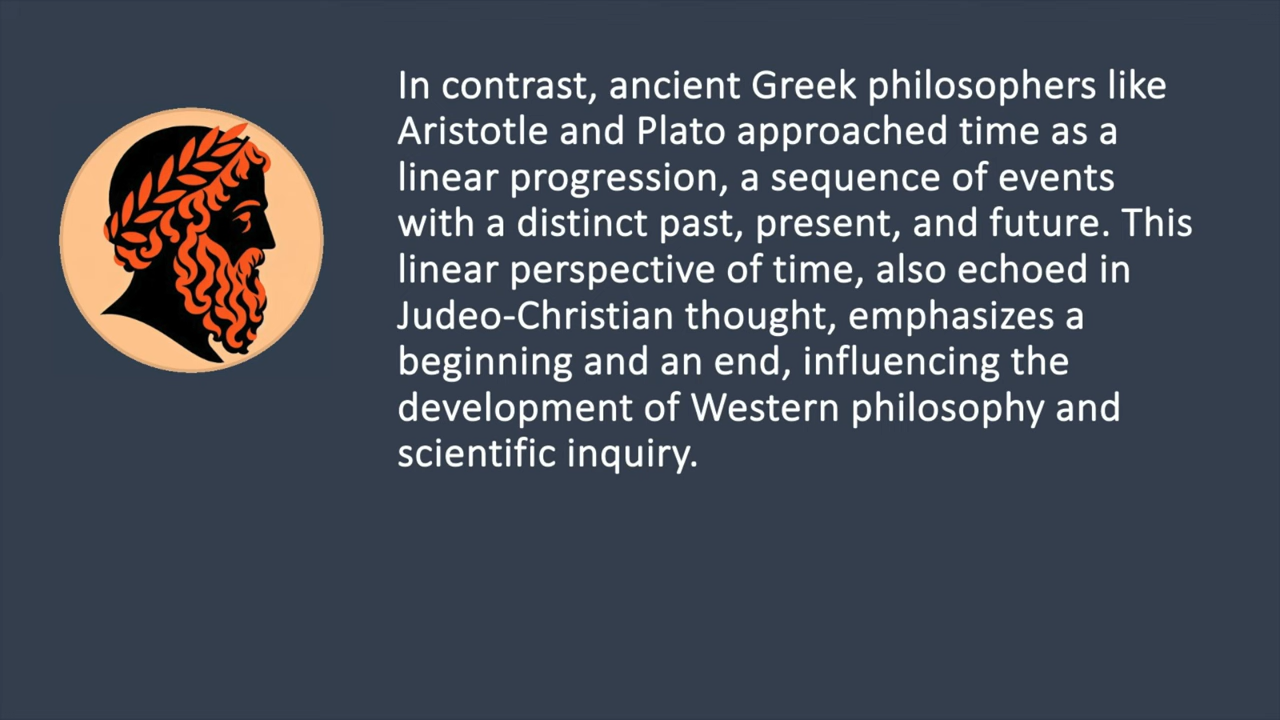 In contrast, ancient Greek philosophers like
Aristotle and Plato approached time as a
linear progression, a sequence of events
with a distinct past, present, and future. This
linear perspective of time, also echoed in
Judeo-Christian thought, emphasizes a
beginning and an end, influencing the
development of Western philosophy and
scientific inquiry.